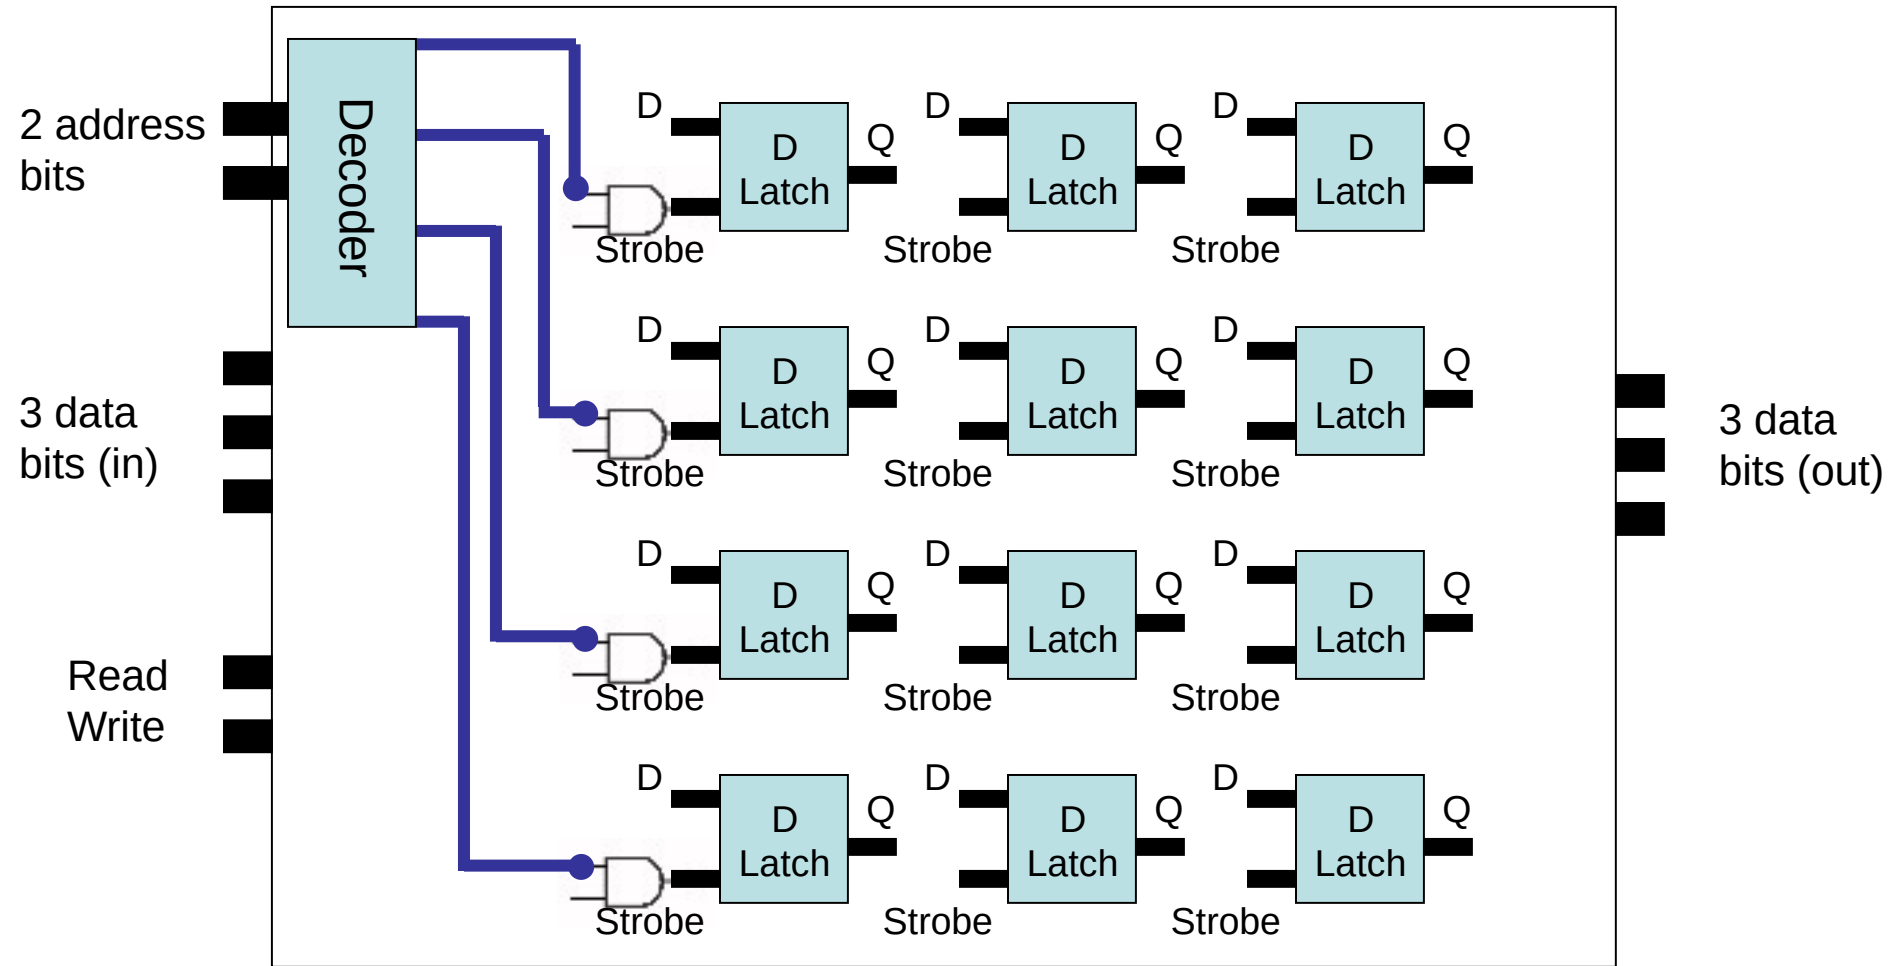 2 address
bits
Decoder
3 data
bits (in)
Read
Write
D
D
Latch
Q
Strobe
D
D
Latch
Q
Strobe
D
D
Latch
Q
Strobe
D
D
Latch
Q
Strobe
D
D
Latch
Q
Strobe
D
D
Latch
Q
Strobe
D
D
Latch
Q
Strobe
D
D
Latch
Q
Strobe
D
D
Latch
Q
Strobe
D
D
Latch
Q
Strobe
D
D
Latch
Q
Strobe
D
D
Latch
Q
Strobe
3 data
bits (out)